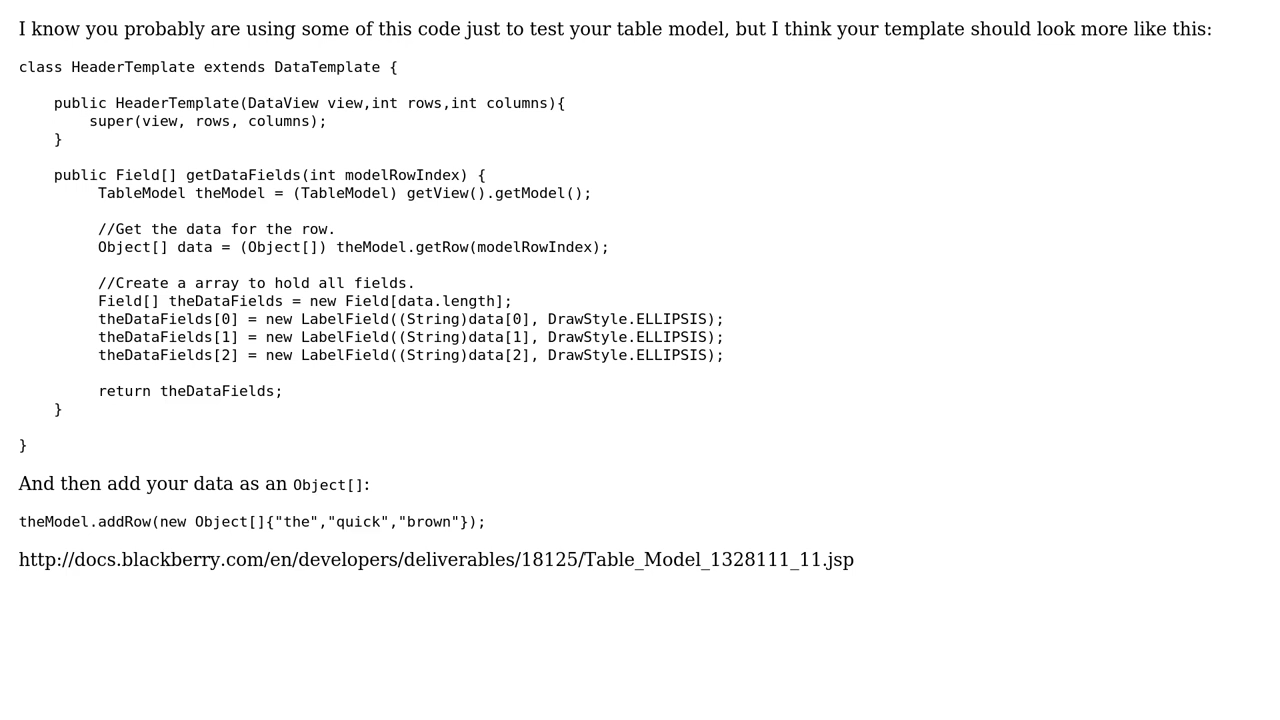 I know you probably are using some of this code just to test your table model, but I think your template should look more like this:
class HeaderTemplate extends DataTemplate {
    public HeaderTemplate(DataView view,int rows,int columns){
        super(view, rows, columns);
    }
    public Field[] getDataFields(int modelRowIndex) {
         TableModel theModel = (TableModel) getView().getModel();
         //Get the data for the row.
         Object[] data = (Object[]) theModel.getRow(modelRowIndex);
         //Create a array to hold all fields.
         Field[] theDataFields = new Field[data.length];
         theDataFields[0] = new LabelField((String)data[0], DrawStyle.ELLIPSIS);
         theDataFields[1] = new LabelField((String)data[1], DrawStyle.ELLIPSIS);
         theDataFields[2] = new LabelField((String)data[2], DrawStyle.ELLIPSIS);
         return theDataFields;
    }
}
And then add your data as an Object[]:
theModel.addRow(new Object[]{"the","quick","brown"});
http://docs.blackberry.com/en/developers/deliverables/18125/Table_Model_1328111_11.jsp